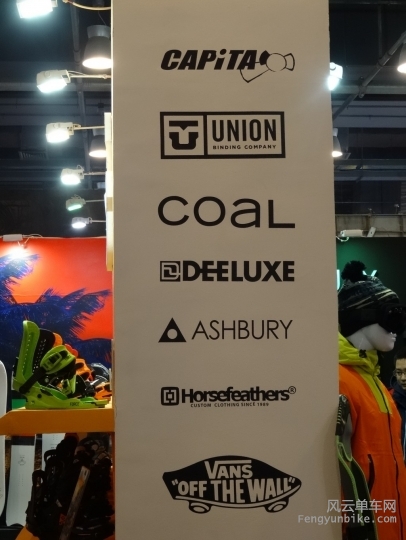 CAPiTA
UNION
BINDING COMPANY
COAL
DEELUXE
ASHBURY
Horsefeathers®
CUSTOM CLOTHING SINCE 1989
VANS
"OFF THE WALL"
风云单车网
Fengyunbike.com